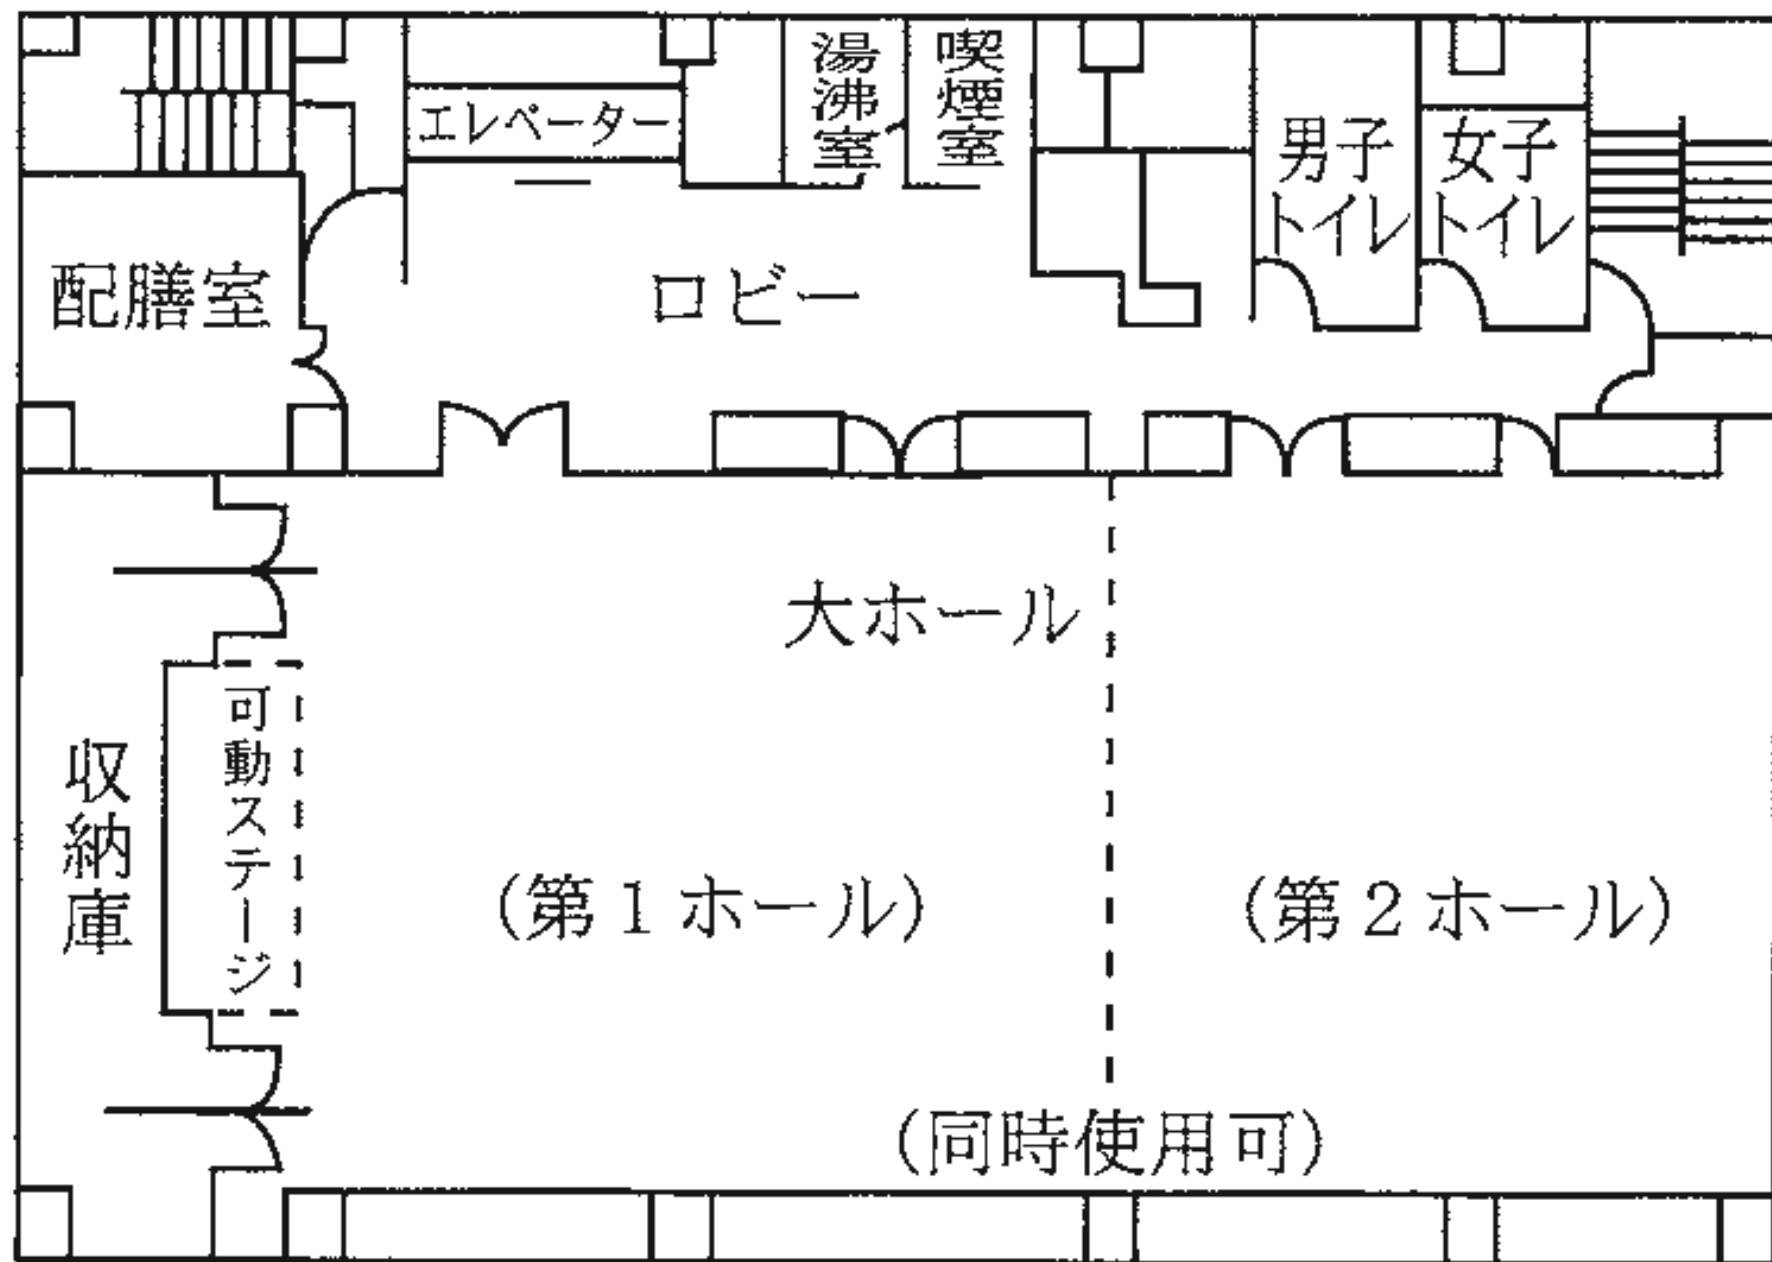 湯沸室
喫煙室
エレベーター
男子
トイレ
女子
トイレ
配膳室
ロビー
大ホール
可動ステージ
収納庫
(第1ホール)
(第2ホール)
(同時使用可)